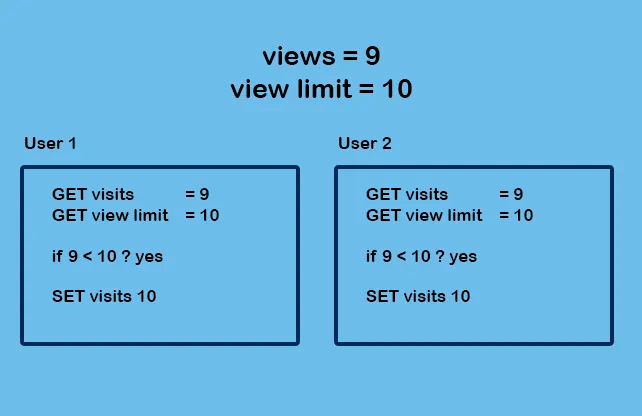 views = 9
view limit = 10
User 1
GET visits = 9
GET view limit = 10
if 9 < 10 ? yes
SET visits 10
User 2
GET visits = 9
GET view limit = 10
if 9 < 10 ? yes
SET visits 10